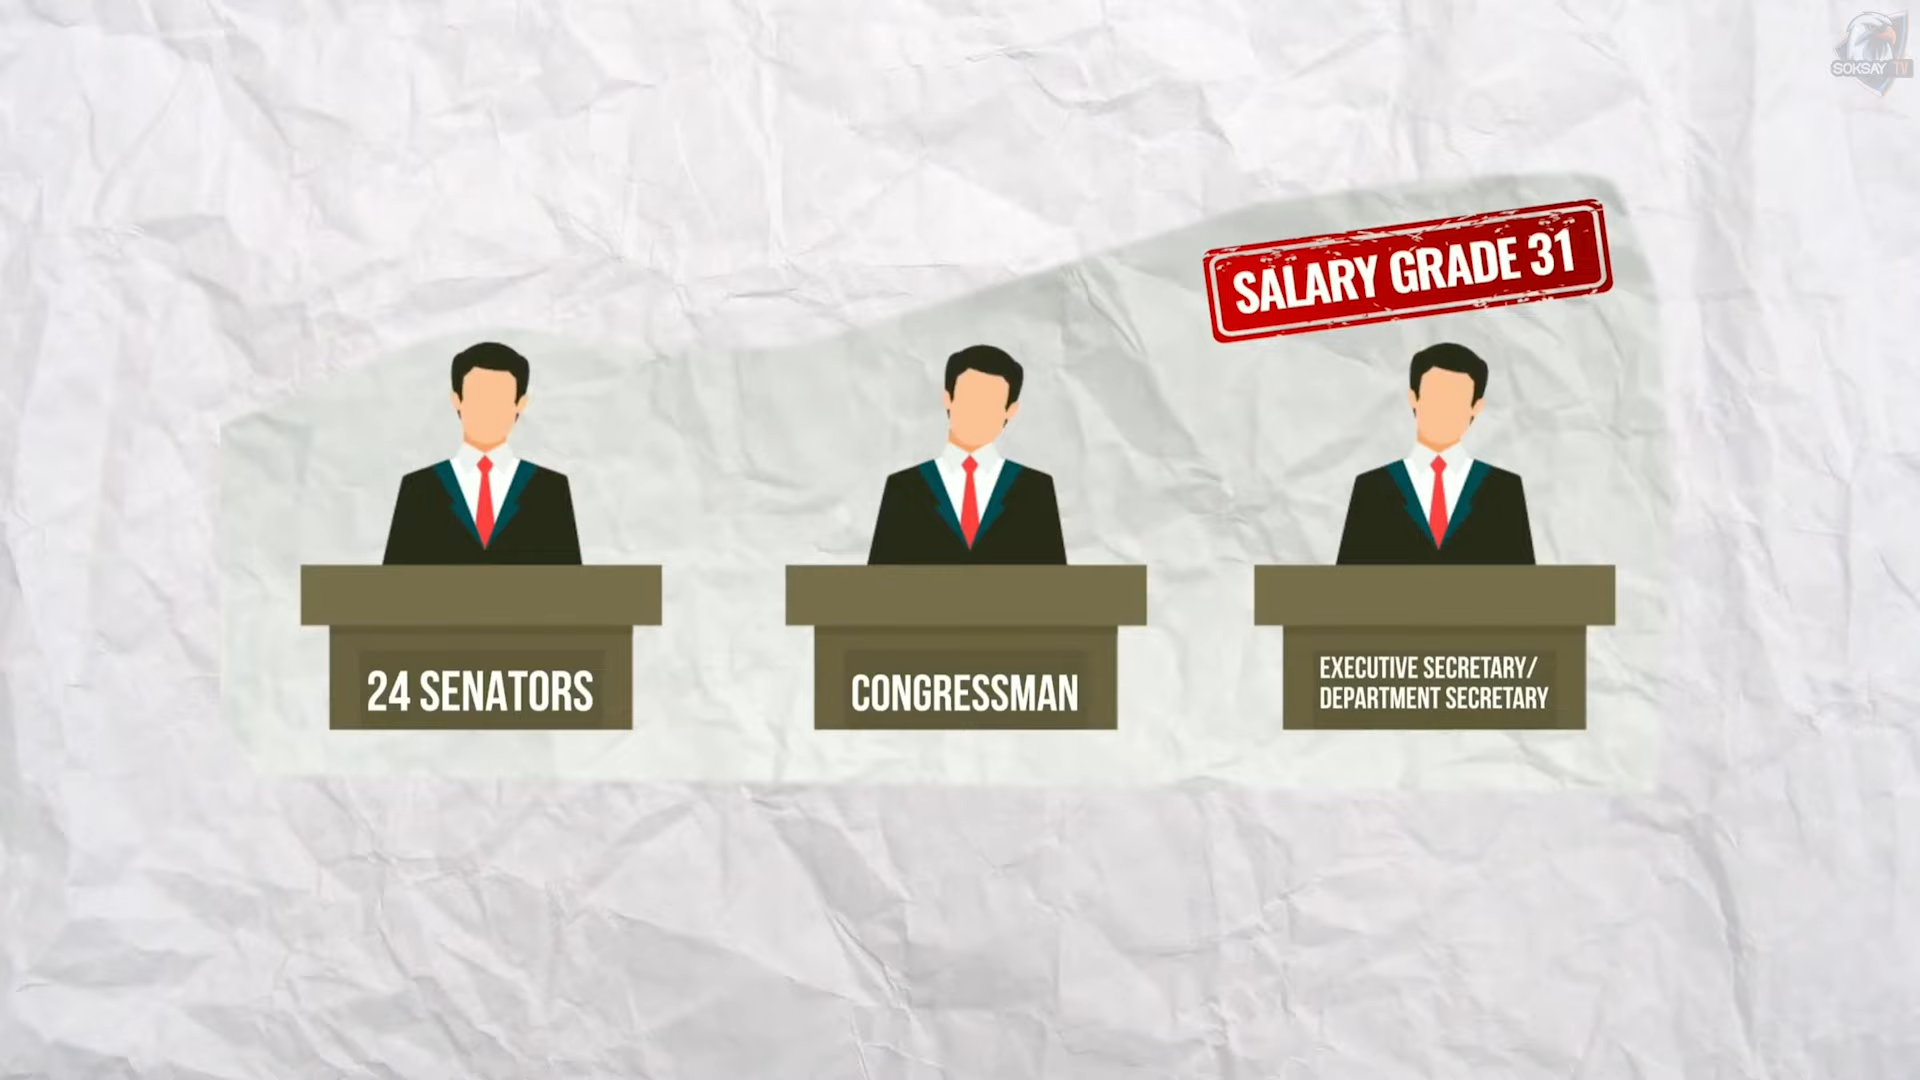 SOKSAY TV
SALARY GRADE 31
24 SENATORS
CONGRESSMAN
EXECUTIVE SECRETARY/
DEPARTMENT SECRETARY